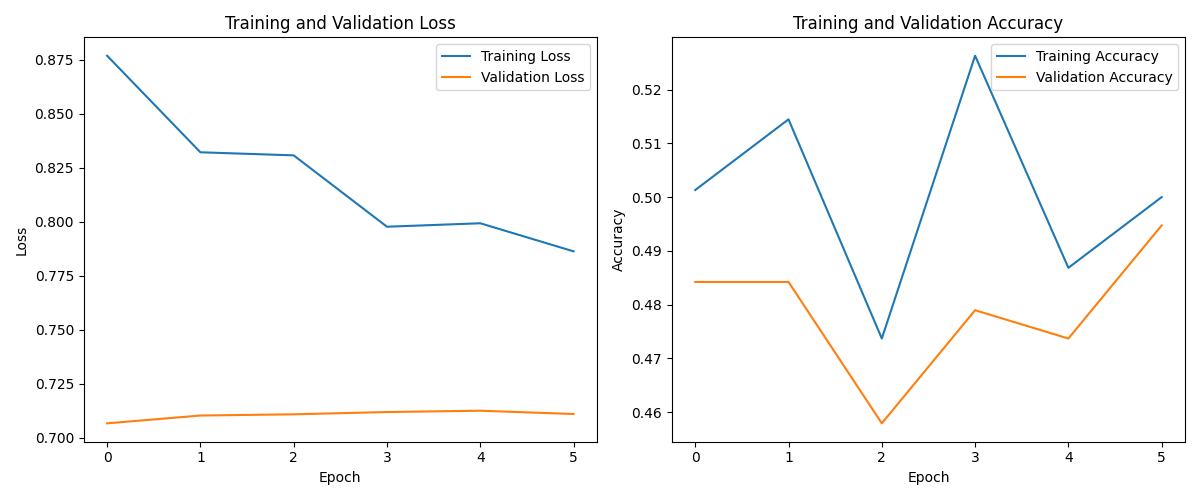 Training and Validation Loss
Training Loss
Validation Loss
0.875
0.850
0.825
0.800
0.775
0.750
0.725
0.700
Loss
0 1 2 3 4 5
Epoch
Training and Validation Accuracy
Training Accuracy
Validation Accuracy
0.52
0.51
0.50
0.49
0.48
0.47
0.46
Accuracy
0 1 2 3 4 5
Epoch